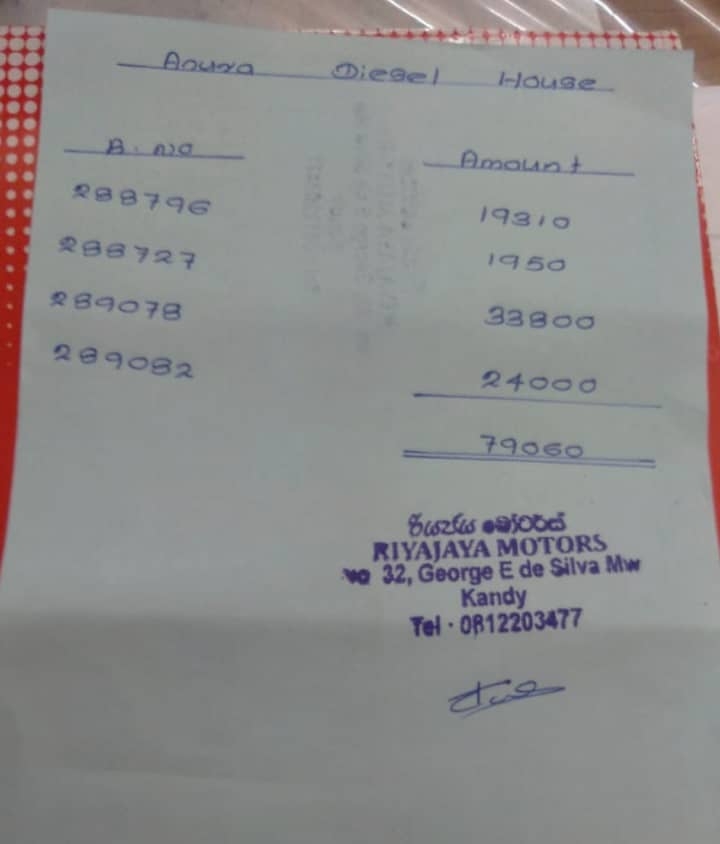 Anura Diesel House
B. No Amount
288796 19310
288727 1950
289078 33800
289082 24000
79060
රියජය මෝටර්ස්
RIYAJAYA MOTORS
No 32, George E de Silva Mw
Kandy
Tel · 0812203477